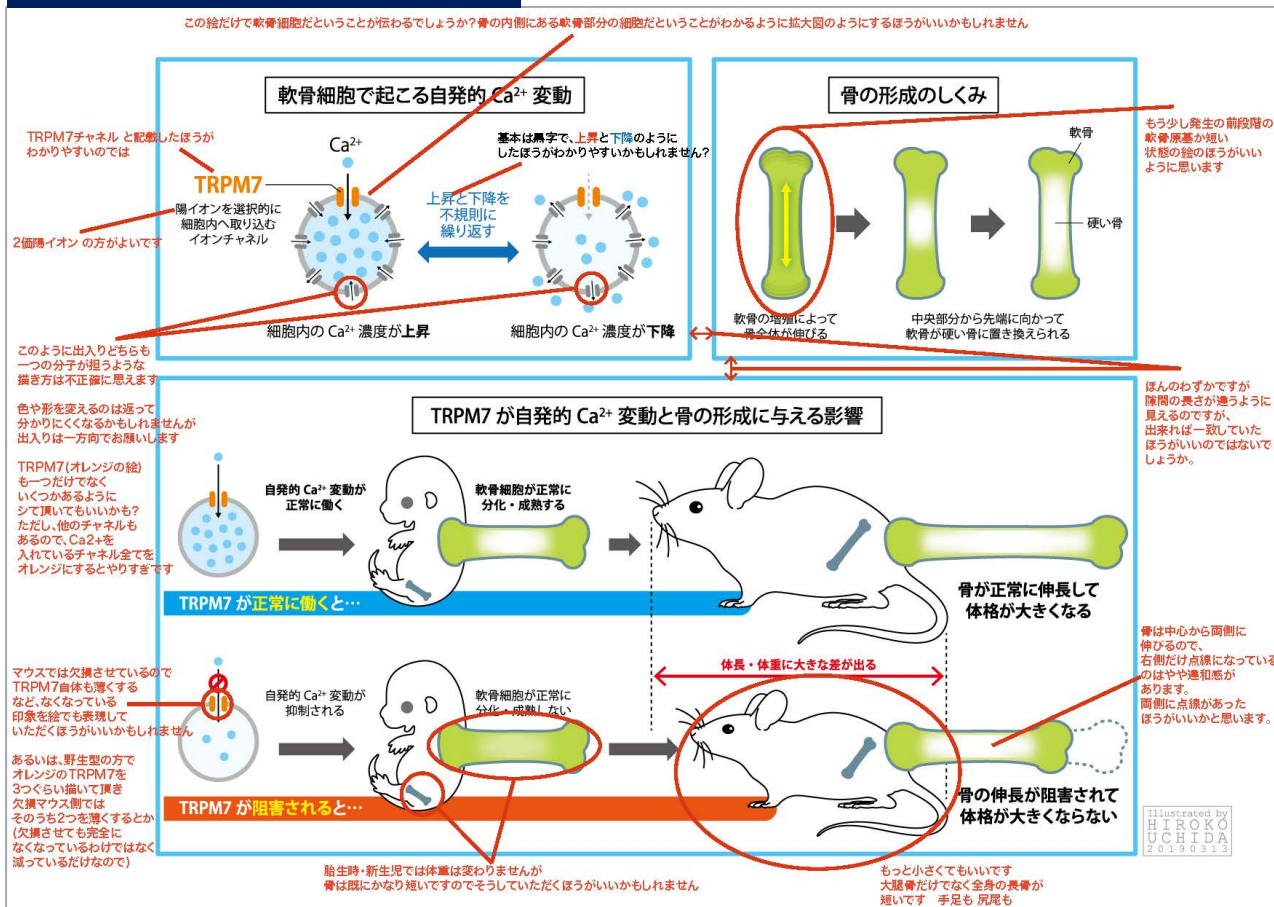 この絵だけで軟骨細胞だということが伝わるでしょうか？骨の内側にある軟骨部分の細胞だということがわかるように拡大図のようにするほうがいいかもしれません
軟骨細胞で起こる自発的 Ca²⁺ 変動
TRPM7チャネル と記載したほうが
わかりやすいのでは
Ca²⁺
基本は黒字で、上昇と下降のように
したほうがわかりやすいかもしれません？
TRPM7
陽イオンを選択的に
細胞内へ取り込む
イオンチャネル
2価陽イオン の方がよいです
上昇と下降を
不規則に
繰り返す
細胞内の Ca²⁺ 濃度が上昇
細胞内の Ca²⁺ 濃度が下降
骨の形成のしくみ
軟骨
硬い骨
もう少し発生の前段階の
軟骨原基か短い
状態の絵のほうがいい
ように思います
軟骨の増殖によって
骨全体が伸びる
中央部分から先端に向かって
軟骨が硬い骨に置き換えられる
このように出入りどちらも
一つの分子が担うような
描き方は不正確に思えます
色や形を変えるのは返って
分かりにくくなるかもしれませんが
出入りは一方向でお願いします
TRPM7(オレンジの絵)
も一つだけでなく
いくつかあるように
シて頂いてもいいかも？
ただし、他のチャネルも
あるので、Ca2+を
入れているチャネル全てを
オレンジにするとやりすぎです
ほんのわずかですが
隙間の長さが違うように
見えるのですが、
出来れば一致していた
ほうがいいのではないで
しょうか。
TRPM7 が自発的 Ca²⁺ 変動と骨の形成に与える影響
自発的 Ca²⁺ 変動が
正常に働く
軟骨細胞が正常に
分化・成熟する
TRPM7 が正常に働くと…
骨が正常に伸長して
体格が大きくなる
体長・体重に大きな差が出る
マウスでは欠損させているので
TRPM7自体も薄くする
など、なくなっている
印象を絵でも表現して
いただくほうがいいかもしれません
あるいは、野生型の方で
オレンジのTRPM7を
3つぐらい描いて頂き
欠損マウス側では
そのうち2つを薄くするとか
(欠損させても完全に
なくなっているわけではなく
減っているだけなので)
自発的 Ca²⁺ 変動が
抑制される
軟骨細胞が正常に
分化・成熟しない
TRPM7 が阻害されると…
骨の伸長が阻害されて
体格が大きくならない
骨は中心から両側に
伸びるので、
右側だけ点線になっている
のはやや違和感が
あります。
両側に点線があった
ほうがいいかと思います。
胎生時・新生児では体重は変わりませんが
骨は既にかなり短いですのでそうしていただくほうがいいかもしれません
もっと小さくてもいいです
大腿骨だけでなく全身の長骨が
短いです　手足も 尻尾も
Illustrated by
HIROKO
UCHIDA
20190313